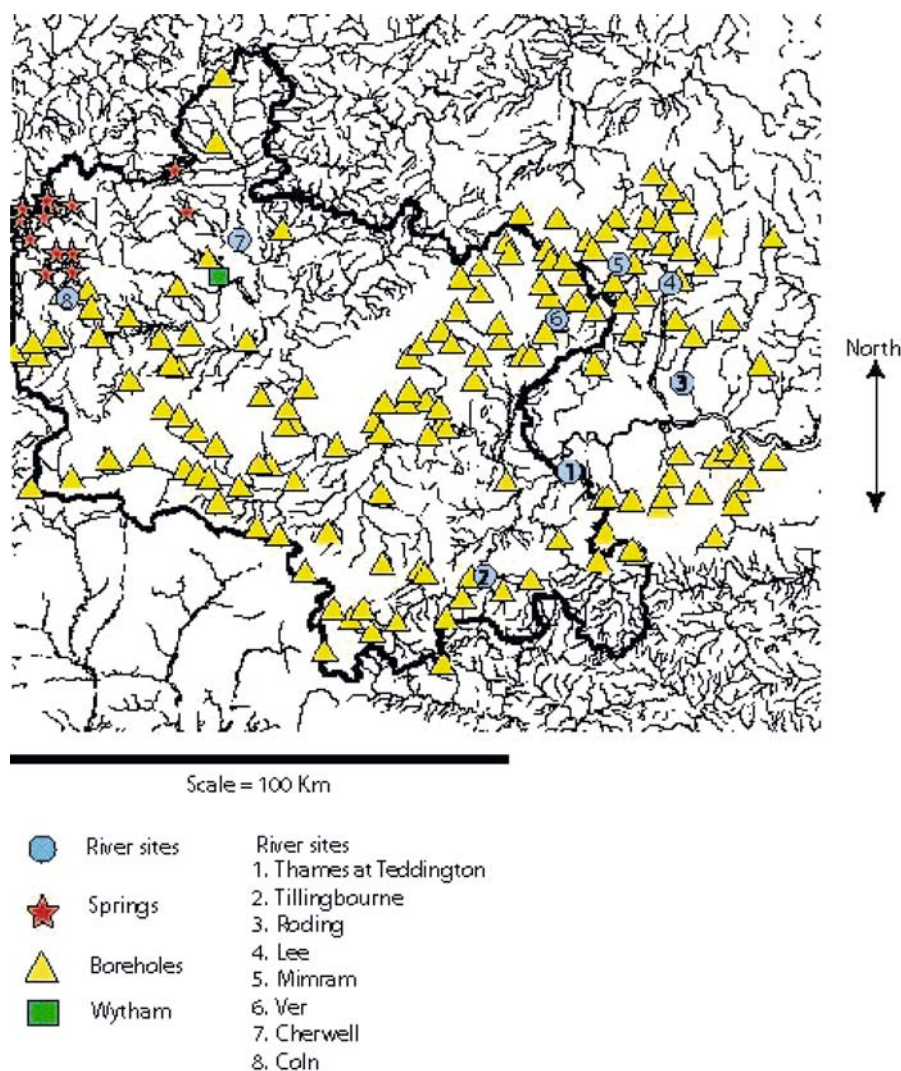 7
5
4
8
6
3
1
2
North
Scale = 100 Km
River sites
Springs
Boreholes
Wytham
River sites
1. Thames at Teddington
2. Tillingbourne
3. Roding
4. Lee
5. Mimram
6. Ver
7. Cherwell
8. Coln